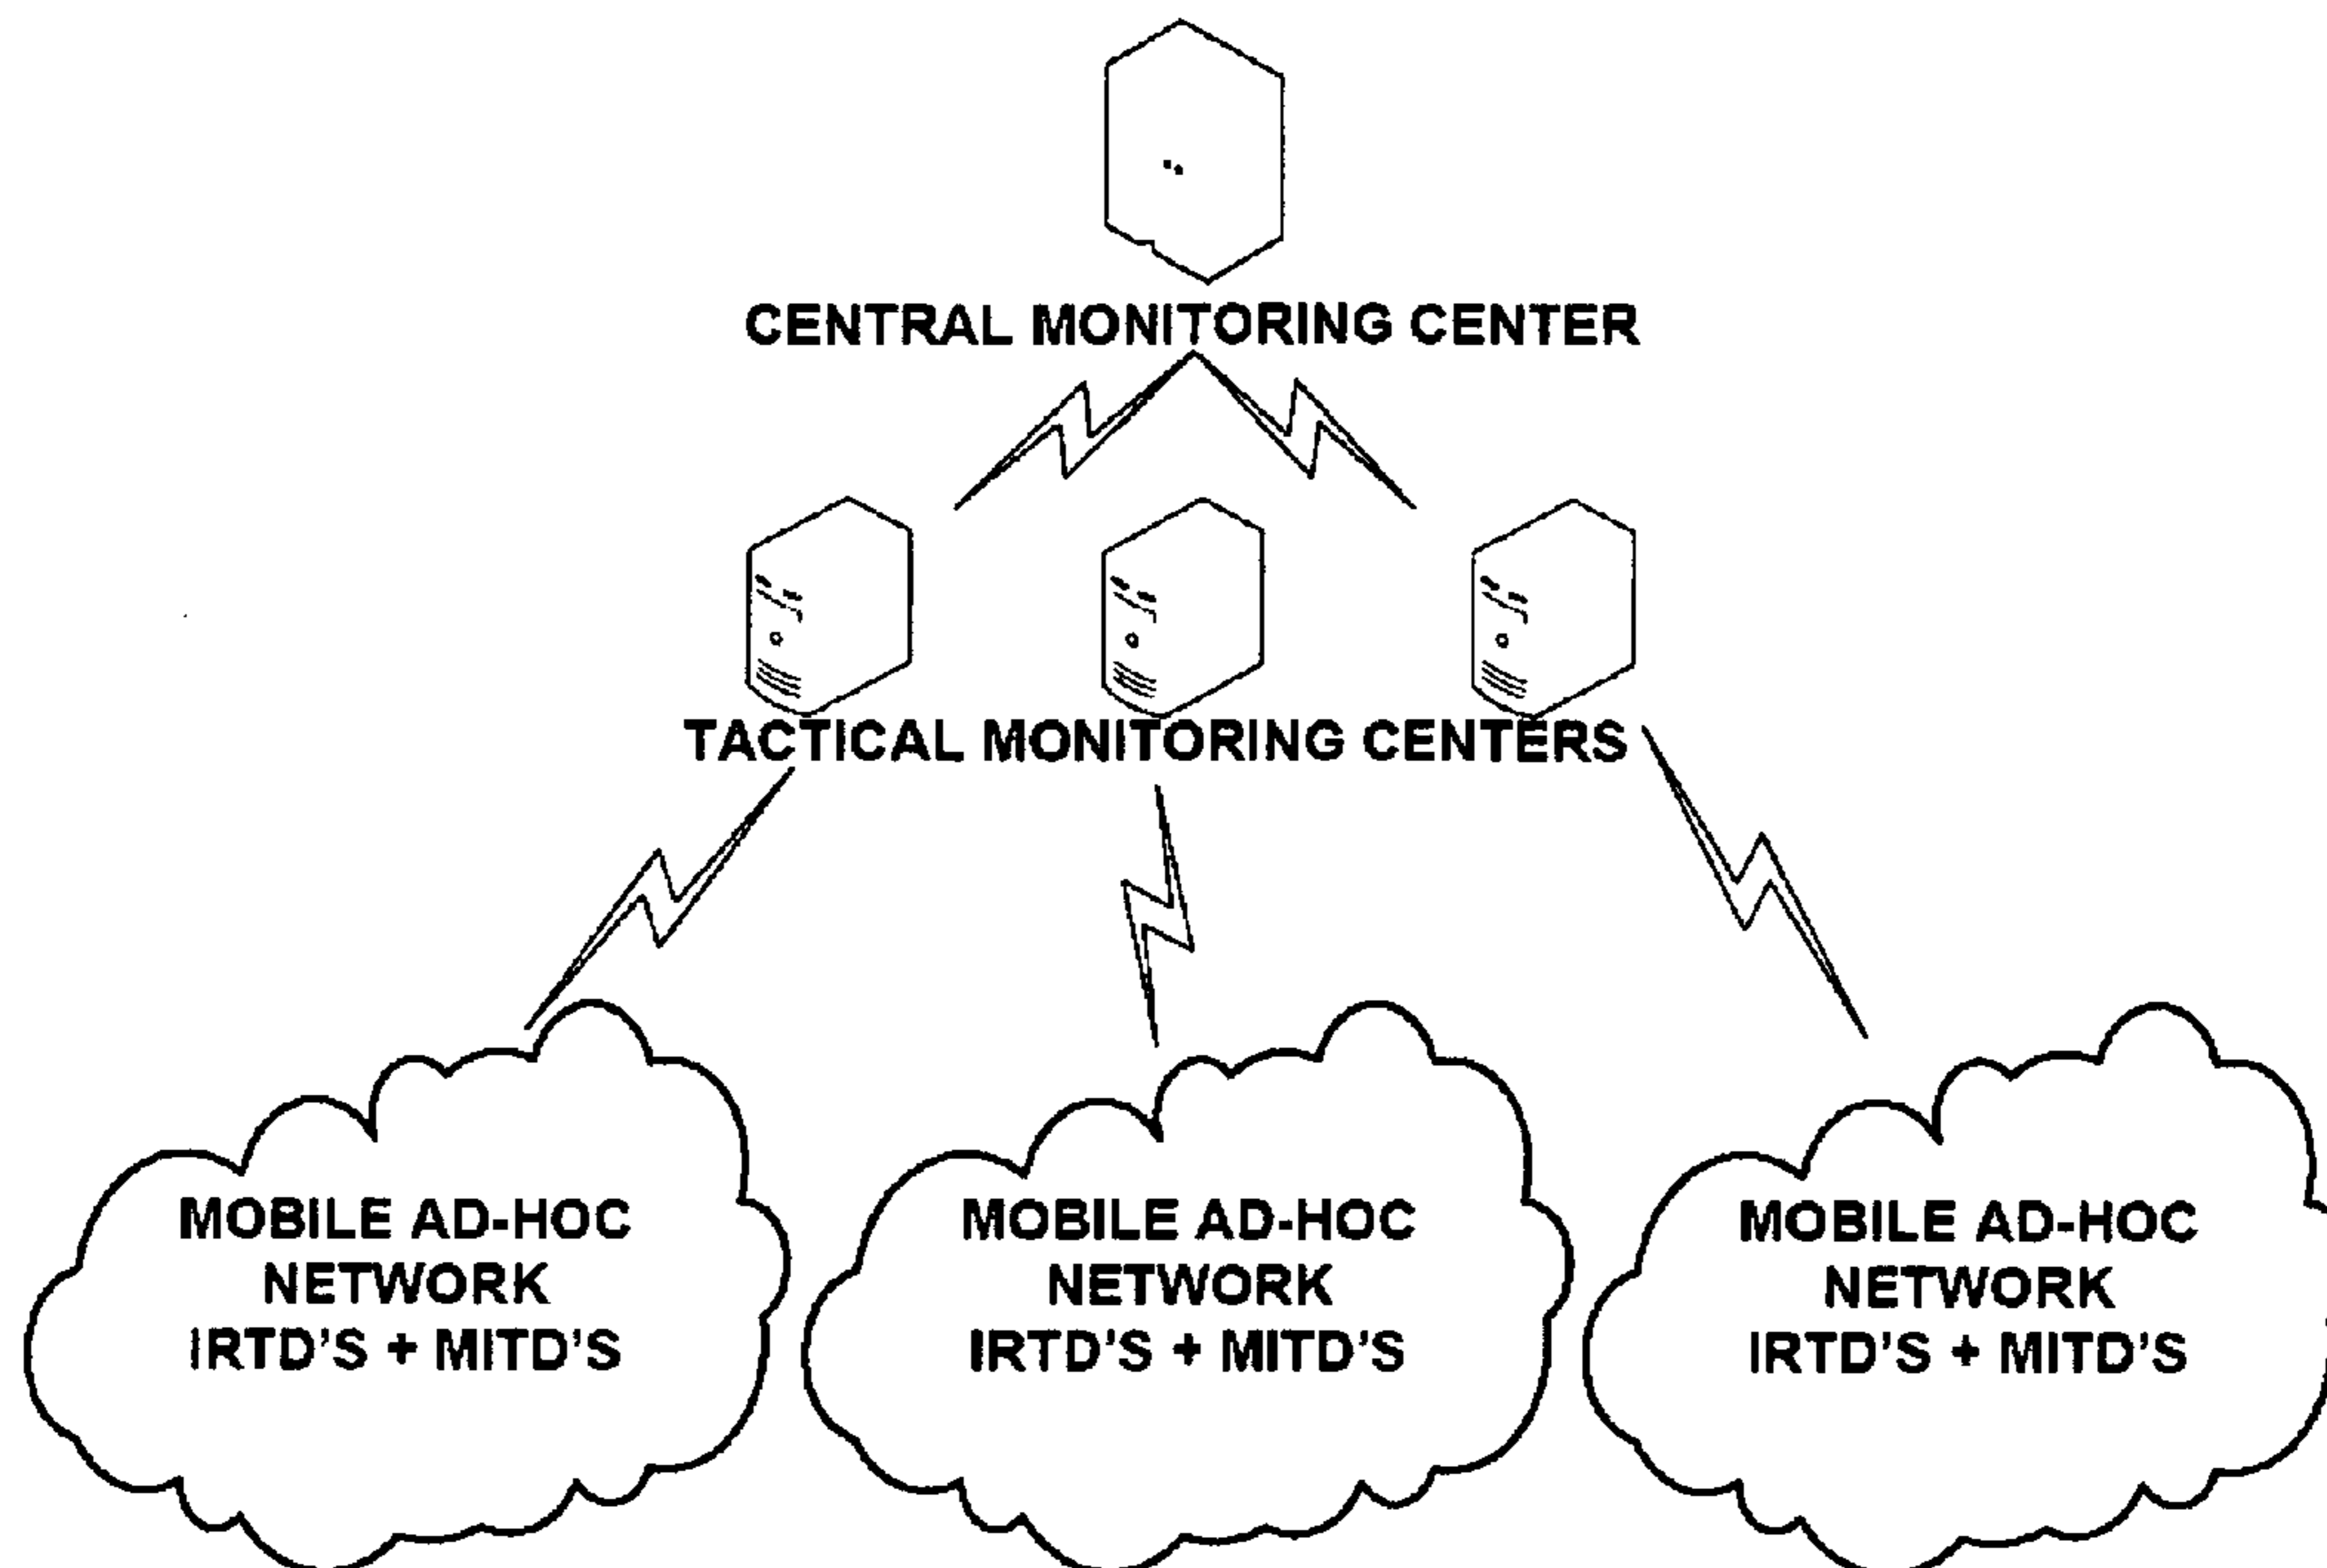 CENTRAL MONITORING CENTER
TACTICAL MONITORING CENTERS
MOBILE AD-HOC
NETWORK
IRTD'S + MITD'S
MOBILE AD-HOC
NETWORK
IRTD'S + MITD'S
MOBILE AD-HOC
NETWORK
IRTD'S + MITD'S